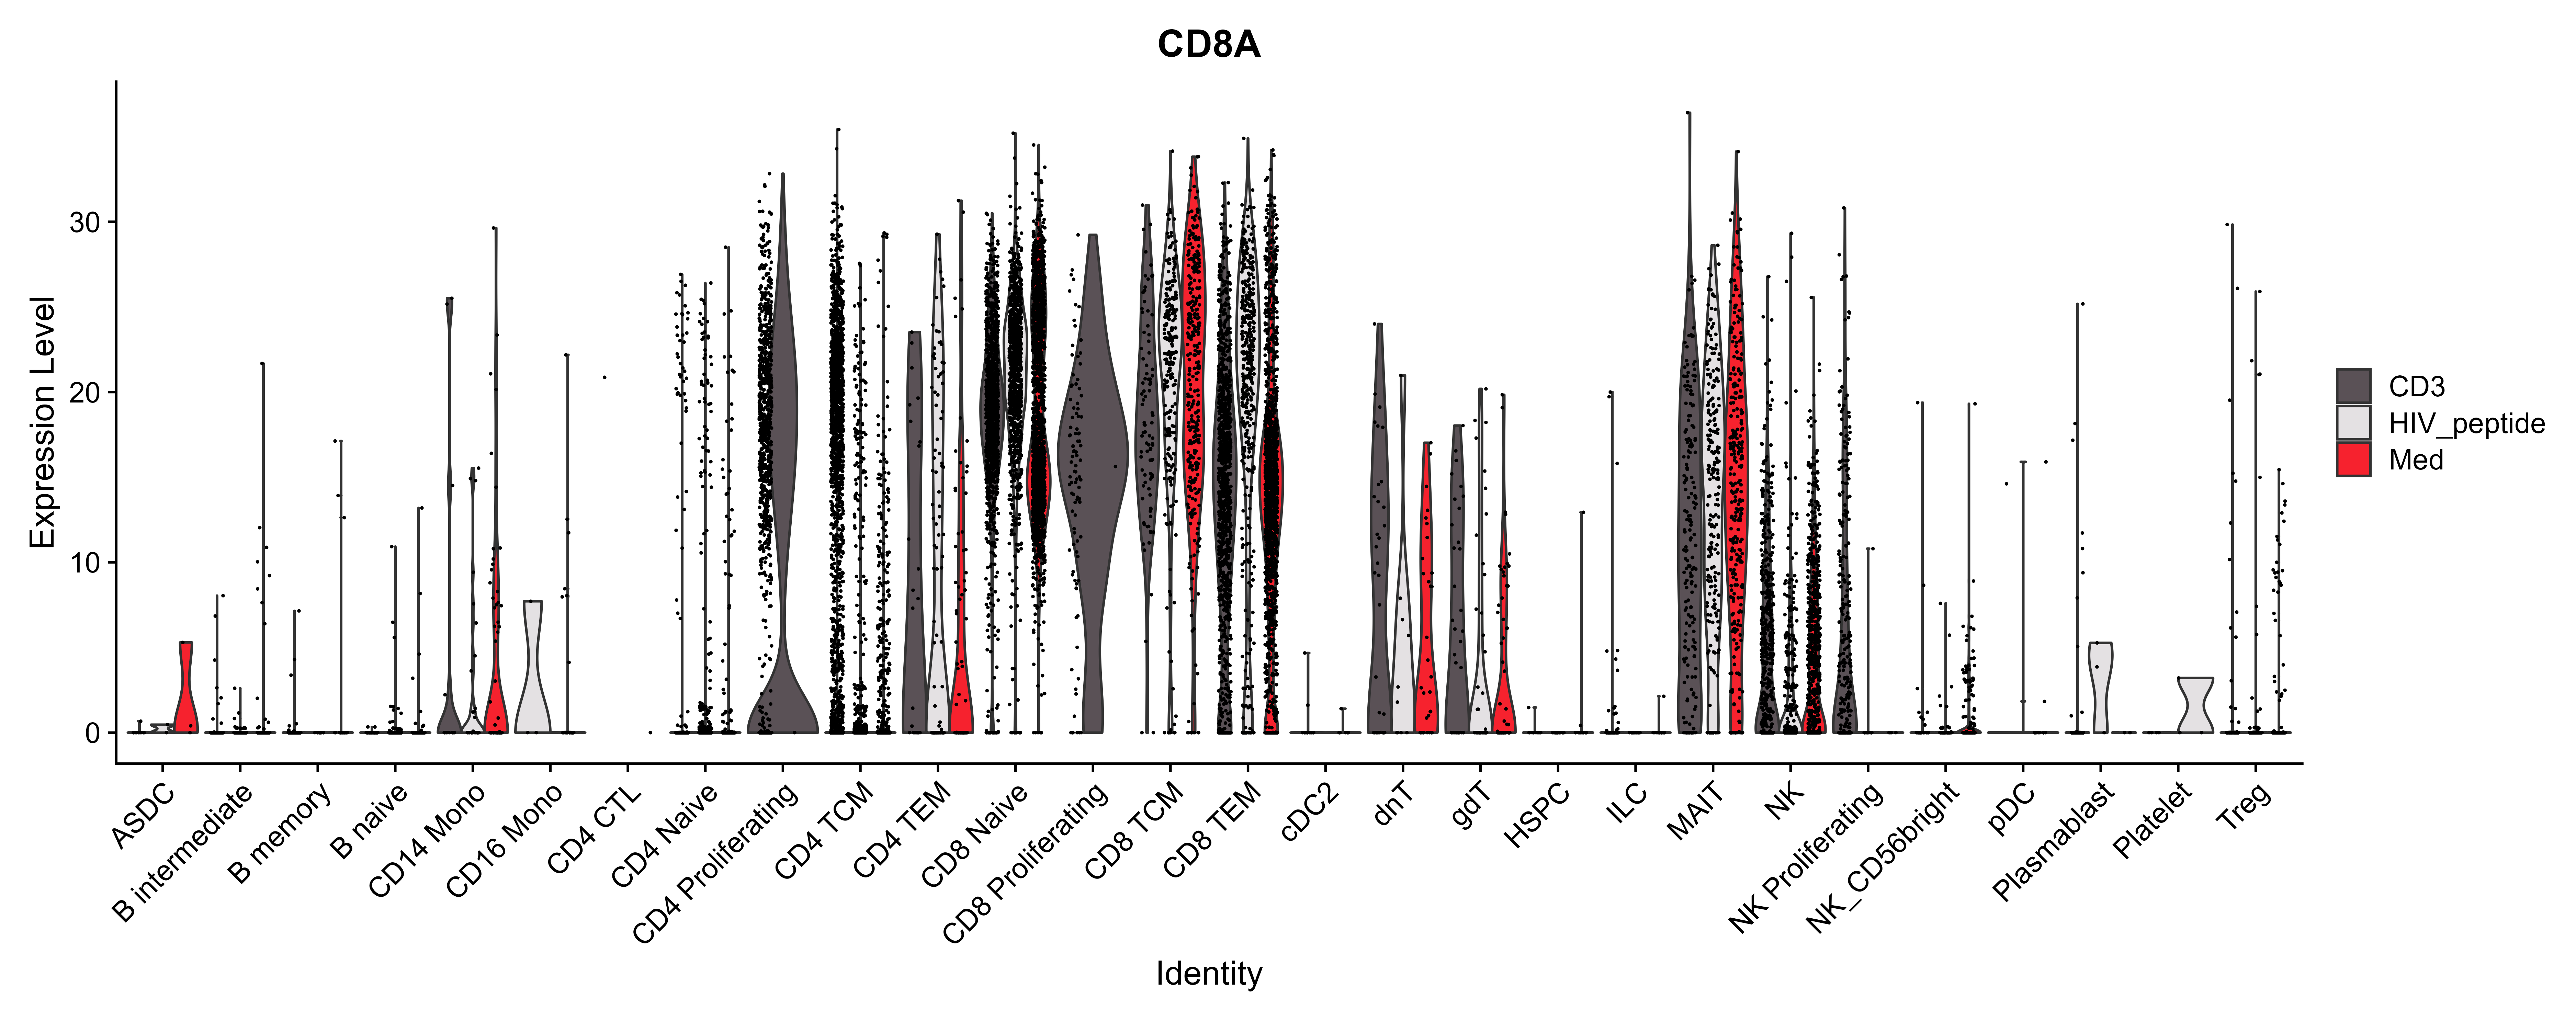 CD8A
Expression Level
30
20
10
0
ASDC
B intermediate
B memory
B naive
CD14 Mono
CD16 Mono
CD4 CTL
CD4 Naive
CD4 Proliferating
CD4 TCM
CD4 TEM
CD8 Naive
CD8 Proliferating
CD8 TCM
CD8 TEM
cDC2
dnT
gdT
HSPC
ILC
MAIT
NK
NK Proliferating
NK_CD56bright
pDC
Plasmablast
Platelet
Treg
Identity
CD3
HIV_peptide
Med